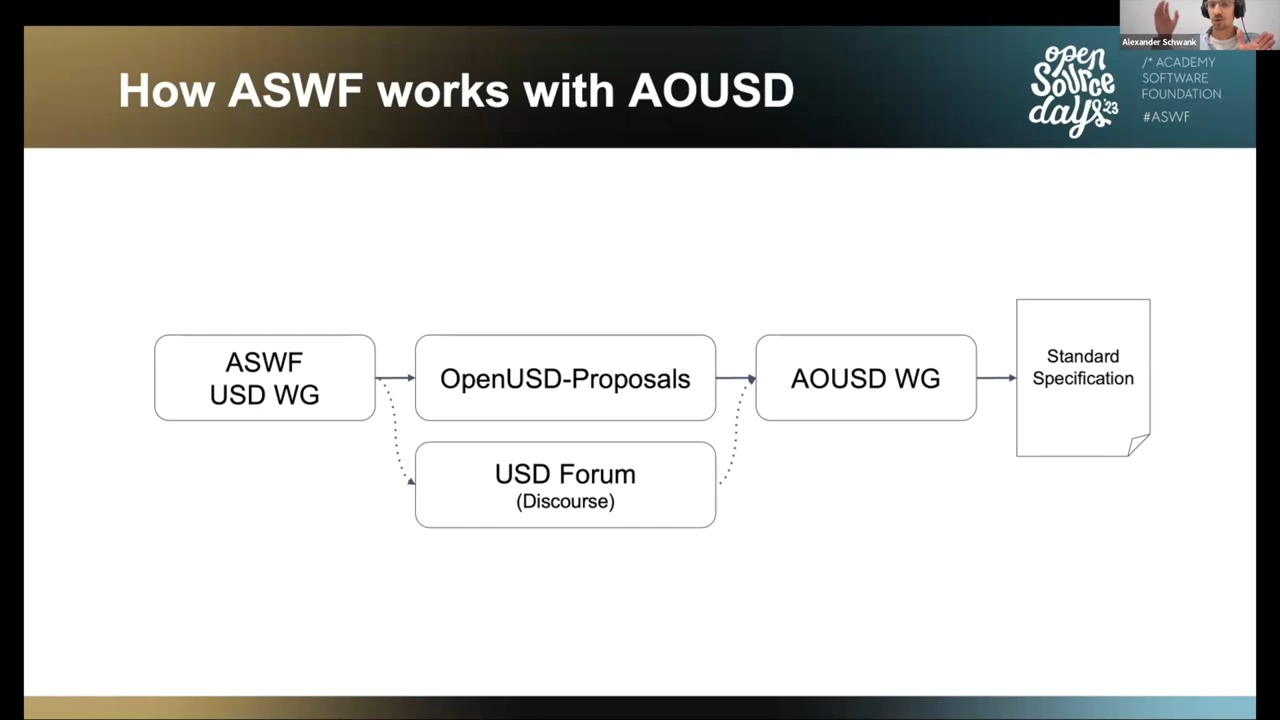 Alexander Schwank
How ASWF works with AOUSD
open
source
days
'23
/* ACADEMY
SOFTWARE
FOUNDATION
#ASWF
ASWF
USD WG
OpenUSD-Proposals
USD Forum
(Discourse)
AOUSD WG
Standard
Specification